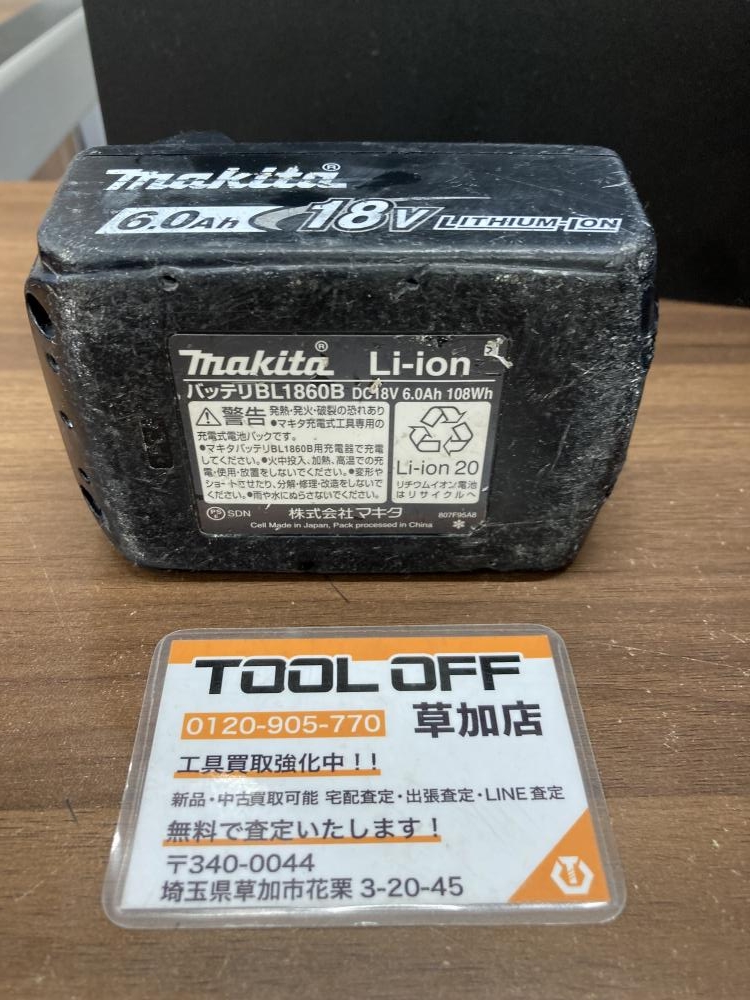 makita®
6.0Ah 18V LITHIUM-ION
makita® Li-ion
バッテリBL1860B DC18V 6.0Ah 108Wh
警告 発熱・発火・破裂の恐れあり
●マキタ充電式工具専用の
充電式電池パックです。
●マキタバッテリBL1860B用充電器で充電
してください。●火中投入、加熱、高温での充
電・使用・放置をしないでください。●変形や
ショートさせたり、分解・修理・改造をしないで
ください。●雨や水にぬらさないでください。
Li-ion 20
リチウムイオン電池
はリサイクルへ
PS E SDN 株式会社マキタ 807F95A8
Cell Made in Japan, Pack processed in China
TOOL OFF
0120-905-770 草加店
工具買取強化中!!
新品・中古買取可能 宅配査定・出張査定・LINE査定
無料で査定いたします!
〒340-0044
埼玉県草加市花栗 3-20-45